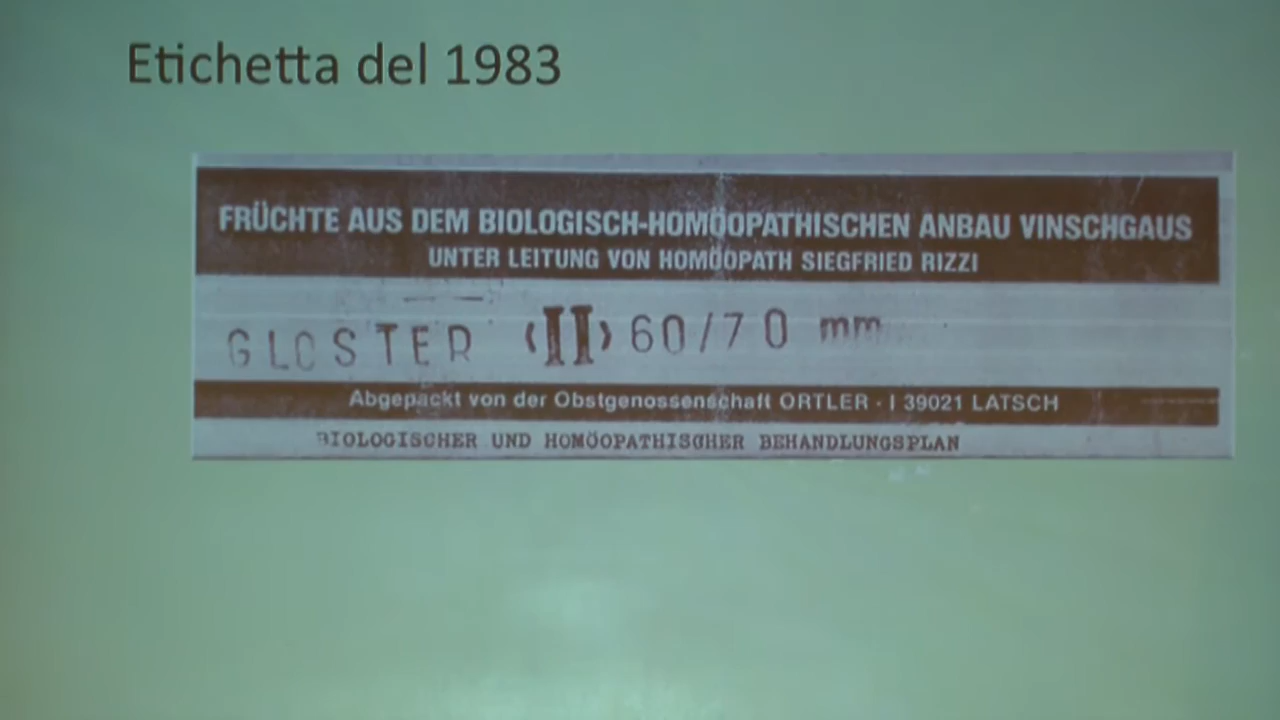 Etichetta del 1983
FRÜCHTE AUS DEM BIOLOGISCH-HOMÖOPATHISCHEN ANBAU VINSCHGAUS
UNTER LEITUNG VON HOMÖOPATH SIEGFRIED RIZZI
GLOSTER ‹II› 60/70 mm
Abgepackt von der Obstgenossenschaft ORTLER - I 39021 LATSCH
BIOLOGISCHER UND HOMÖOPATHISCHER BEHANDLUNGSPLAN